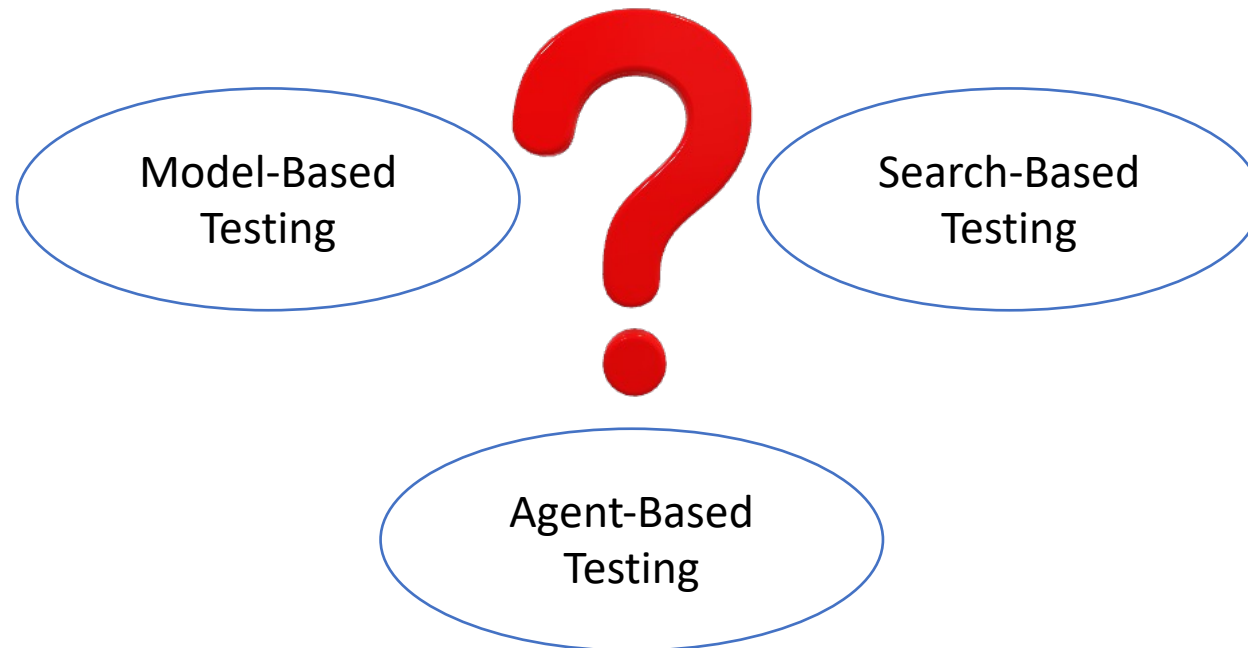 Model-Based
Testing
Search-Based
Testing
Agent-Based
Testing